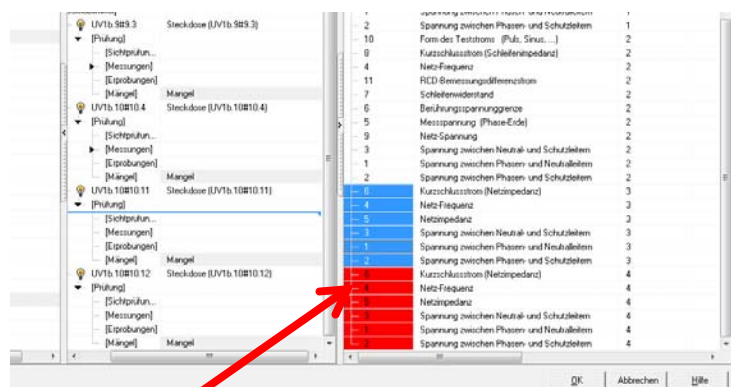 UV1b.9#9.3 Steckdose (UV1b.9#9.3)
[Prüfung]
[Sichtprüfun...
[Messungen]
[Erprobungen]
[Mängel] Mangel
UV1b.10#10.4 Steckdose (UV1b.10#10.4)
[Prüfung]
[Sichtprüfun...
[Messungen]
[Erprobungen]
[Mängel] Mangel
UV1b.10#10.11 Steckdose (UV1b.10#10.11)
[Prüfung]
[Sichtprüfun...
[Messungen]
[Erprobungen]
[Mängel] Mangel
UV1b.10#10.12 Steckdose (UV1b.10#10.12)
[Prüfung]
[Sichtprüfun...
[Messungen]
[Erprobungen]
[Mängel] Mangel
2 Spannung zwischen Phasen- und Schutzleitern 1
10 Form des Teststroms (Puls, Sinus, ...) 2
8 Kurzschlussstrom (Schleifenimpedanz) 2
4 Netz-Frequenz 2
11 RCD-Bemessungsdifferenzstrom 2
7 Schleifenwiderstand 2
6 Berührungsspannungsgrenze 2
5 Messspannung (Phase-Erde) 2
9 Netz-Spannung 2
3 Spannung zwischen Neutral- und Schutzleitern 2
1 Spannung zwischen Phasen- und Neutralleitern 2
2 Spannung zwischen Phasen- und Schutzleitern 2
6 Kurzschlussstrom (Netzimpedanz) 3
4 Netz-Frequenz 3
5 Netzimpedanz 3
3 Spannung zwischen Neutral- und Schutzleitern 3
1 Spannung zwischen Phasen- und Neutralleitern 3
2 Spannung zwischen Phasen- und Schutzleitern 3
6 Kurzschlussstrom (Netzimpedanz) 4
4 Netz-Frequenz 4
5 Netzimpedanz 4
3 Spannung zwischen Neutral- und Schutzleitern 4
1 Spannung zwischen Phasen- und Neutralleitern 4
2 Spannung zwischen Phasen- und Schutzleitern 4
OK Abbrechen Hilfe